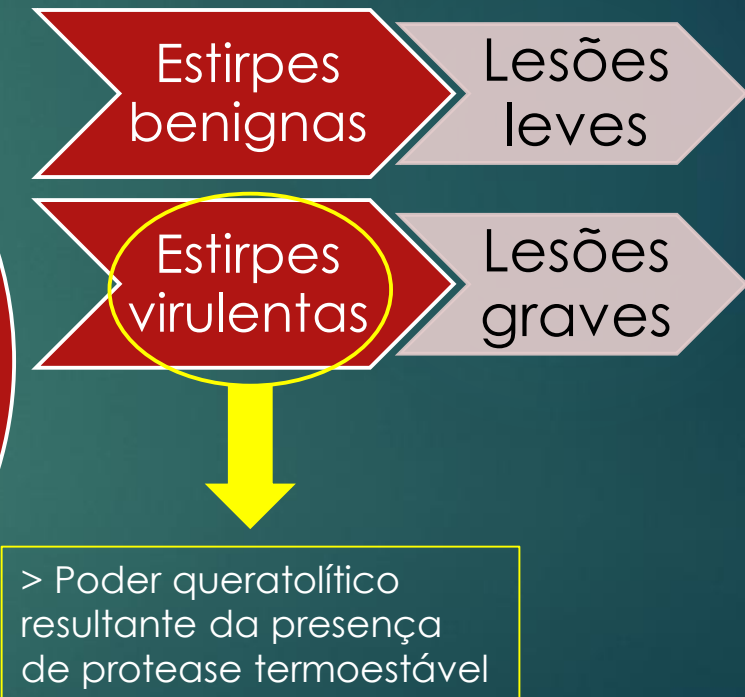 Estirpes
benignas
Lesões
leves
Estirpes
virulentas
Lesões
graves
> Poder queratolítico
resultante da presença
de protease termoestável